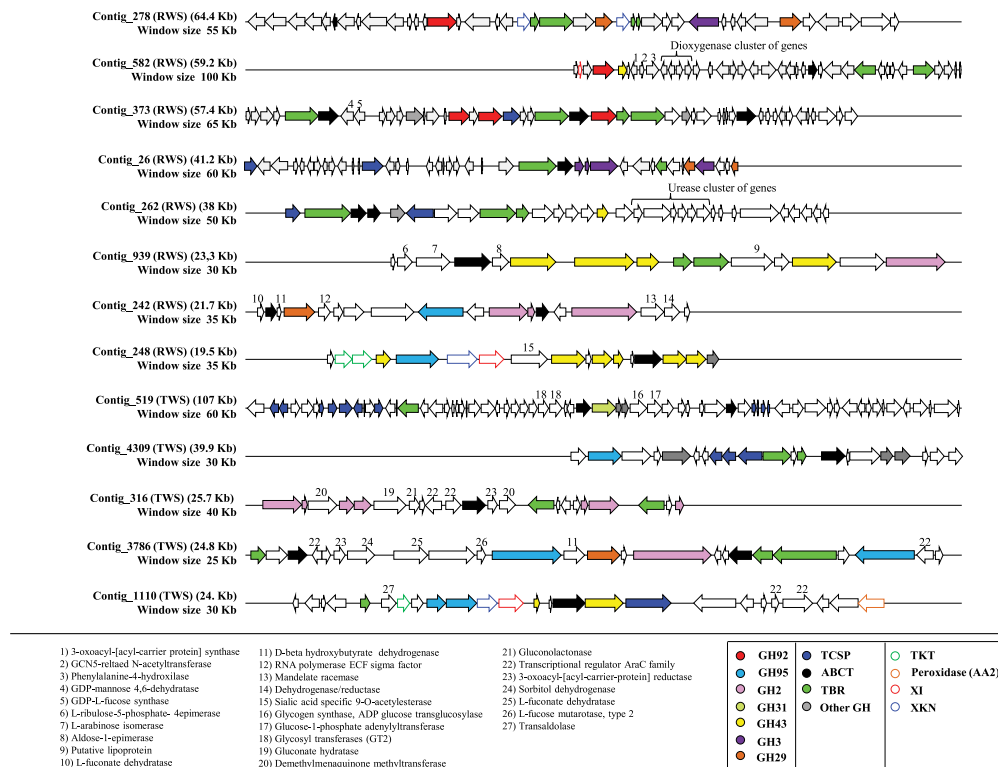 Contig_278 (RWS) (64.4 Kb)
Window size 55 Kb
Dioxygenase cluster of genes
Contig_582 (RWS) (59.2 Kb)
Window size 100 Kb
1 2 3
Contig_373 (RWS) (57.4 Kb)
Window size 65 Kb
4 5
Contig_26 (RWS) (41.2 Kb)
Window size 60 Kb
Urease cluster of genes
Contig_262 (RWS) (38 Kb)
Window size 50 Kb
Contig_939 (RWS) (23,3 Kb)
Window size 30 Kb
6 7 8 9
Contig_242 (RWS) (21.7 Kb)
Window size 35 Kb
10 11 12 13 14
Contig_248 (RWS) (19.5 Kb)
Window size 35 Kb
15
Contig_519 (TWS) (107 Kb)
Window size 60 Kb
18 18 16 17
Contig_4309 (TWS) (39.9 Kb)
Window size 30 Kb
Contig_316 (TWS) (25.7 Kb)
Window size 40 Kb
20 19 21 22 22 23 20
Contig_3786 (TWS) (24.8 Kb)
Window size 25 Kb
22 23 24 25 26 11 22
Contig_1110 (TWS) (24. Kb)
Window size 30 Kb
27 22 22
1) 3-oxoacyl-[acyl-carrier protein] synthase
2) GCN5-reltaed N-acetyltransferase
3) Phenylalanine-4-hydroxilase
4) GDP-mannose 4,6-dehydratase
5) GDP-L-fucose synthase
6) L-ribulose-5-phosphate- 4epimerase
7) L-arabinose isomerase
8) Aldose-1-epimerase
9) Putative lipoprotein
10) L-fuconate dehydratase
11) D-beta hydroxybutyrate dehydrogenase
12) RNA polymerase ECF sigma factor
13) Mandelate racemase
14) Dehydrogenase/reductase
15) Sialic acid specific 9-O-acetylesterase
16) Glycogen synthase, ADP glucose transglucosylase
17) Glucose-1-phosphate adenylyltransferase
18) Glycosyl transferases (GT2)
19) Gluconate hydratase
20) Demethylmenaquinone methyltransferase
21) Gluconolactonase
22) Transcriptional regulator AraC family
23) 3-oxoacyl-[acyl-carrier-protein] reductase
24) Sorbitol dehydrogenase
25) L-fuconate dehydratase
26) L-fucose mutarotase, type 2
27) Transaldolase
GH92
GH95
GH2
GH31
GH43
GH3
GH29
TCSP
ABCT
TBR
Other GH
TKT
Peroxidase (AA2)
XI
XKN